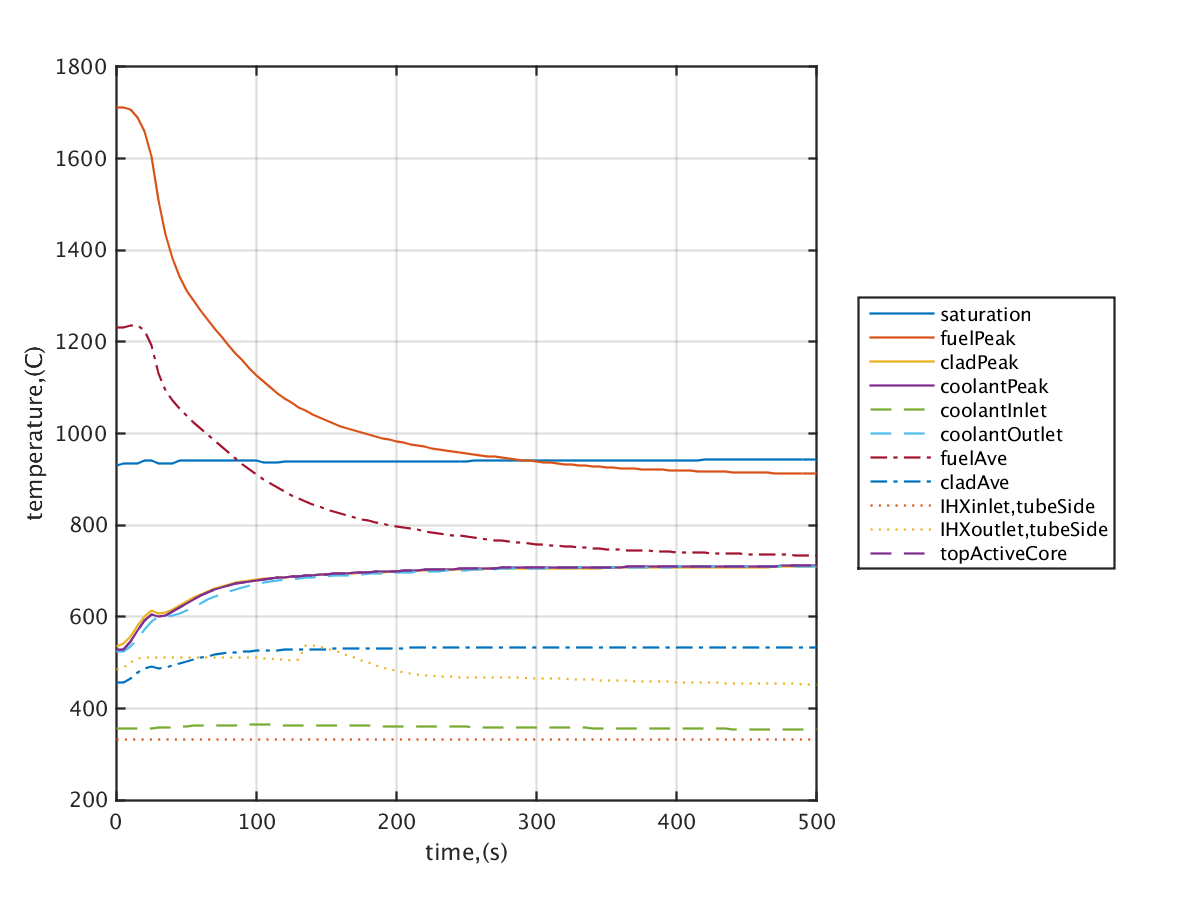 1800
1600
1400
1200
1000
800
600
400
200
temperature,(C)
0
100
200
300
400
500
time,(s)
saturation
fuelPeak
cladPeak
coolantPeak
coolantInlet
coolantOutlet
fuelAve
cladAve
IHXinlet,tubeSide
IHXoutlet,tubeSide
topActiveCore